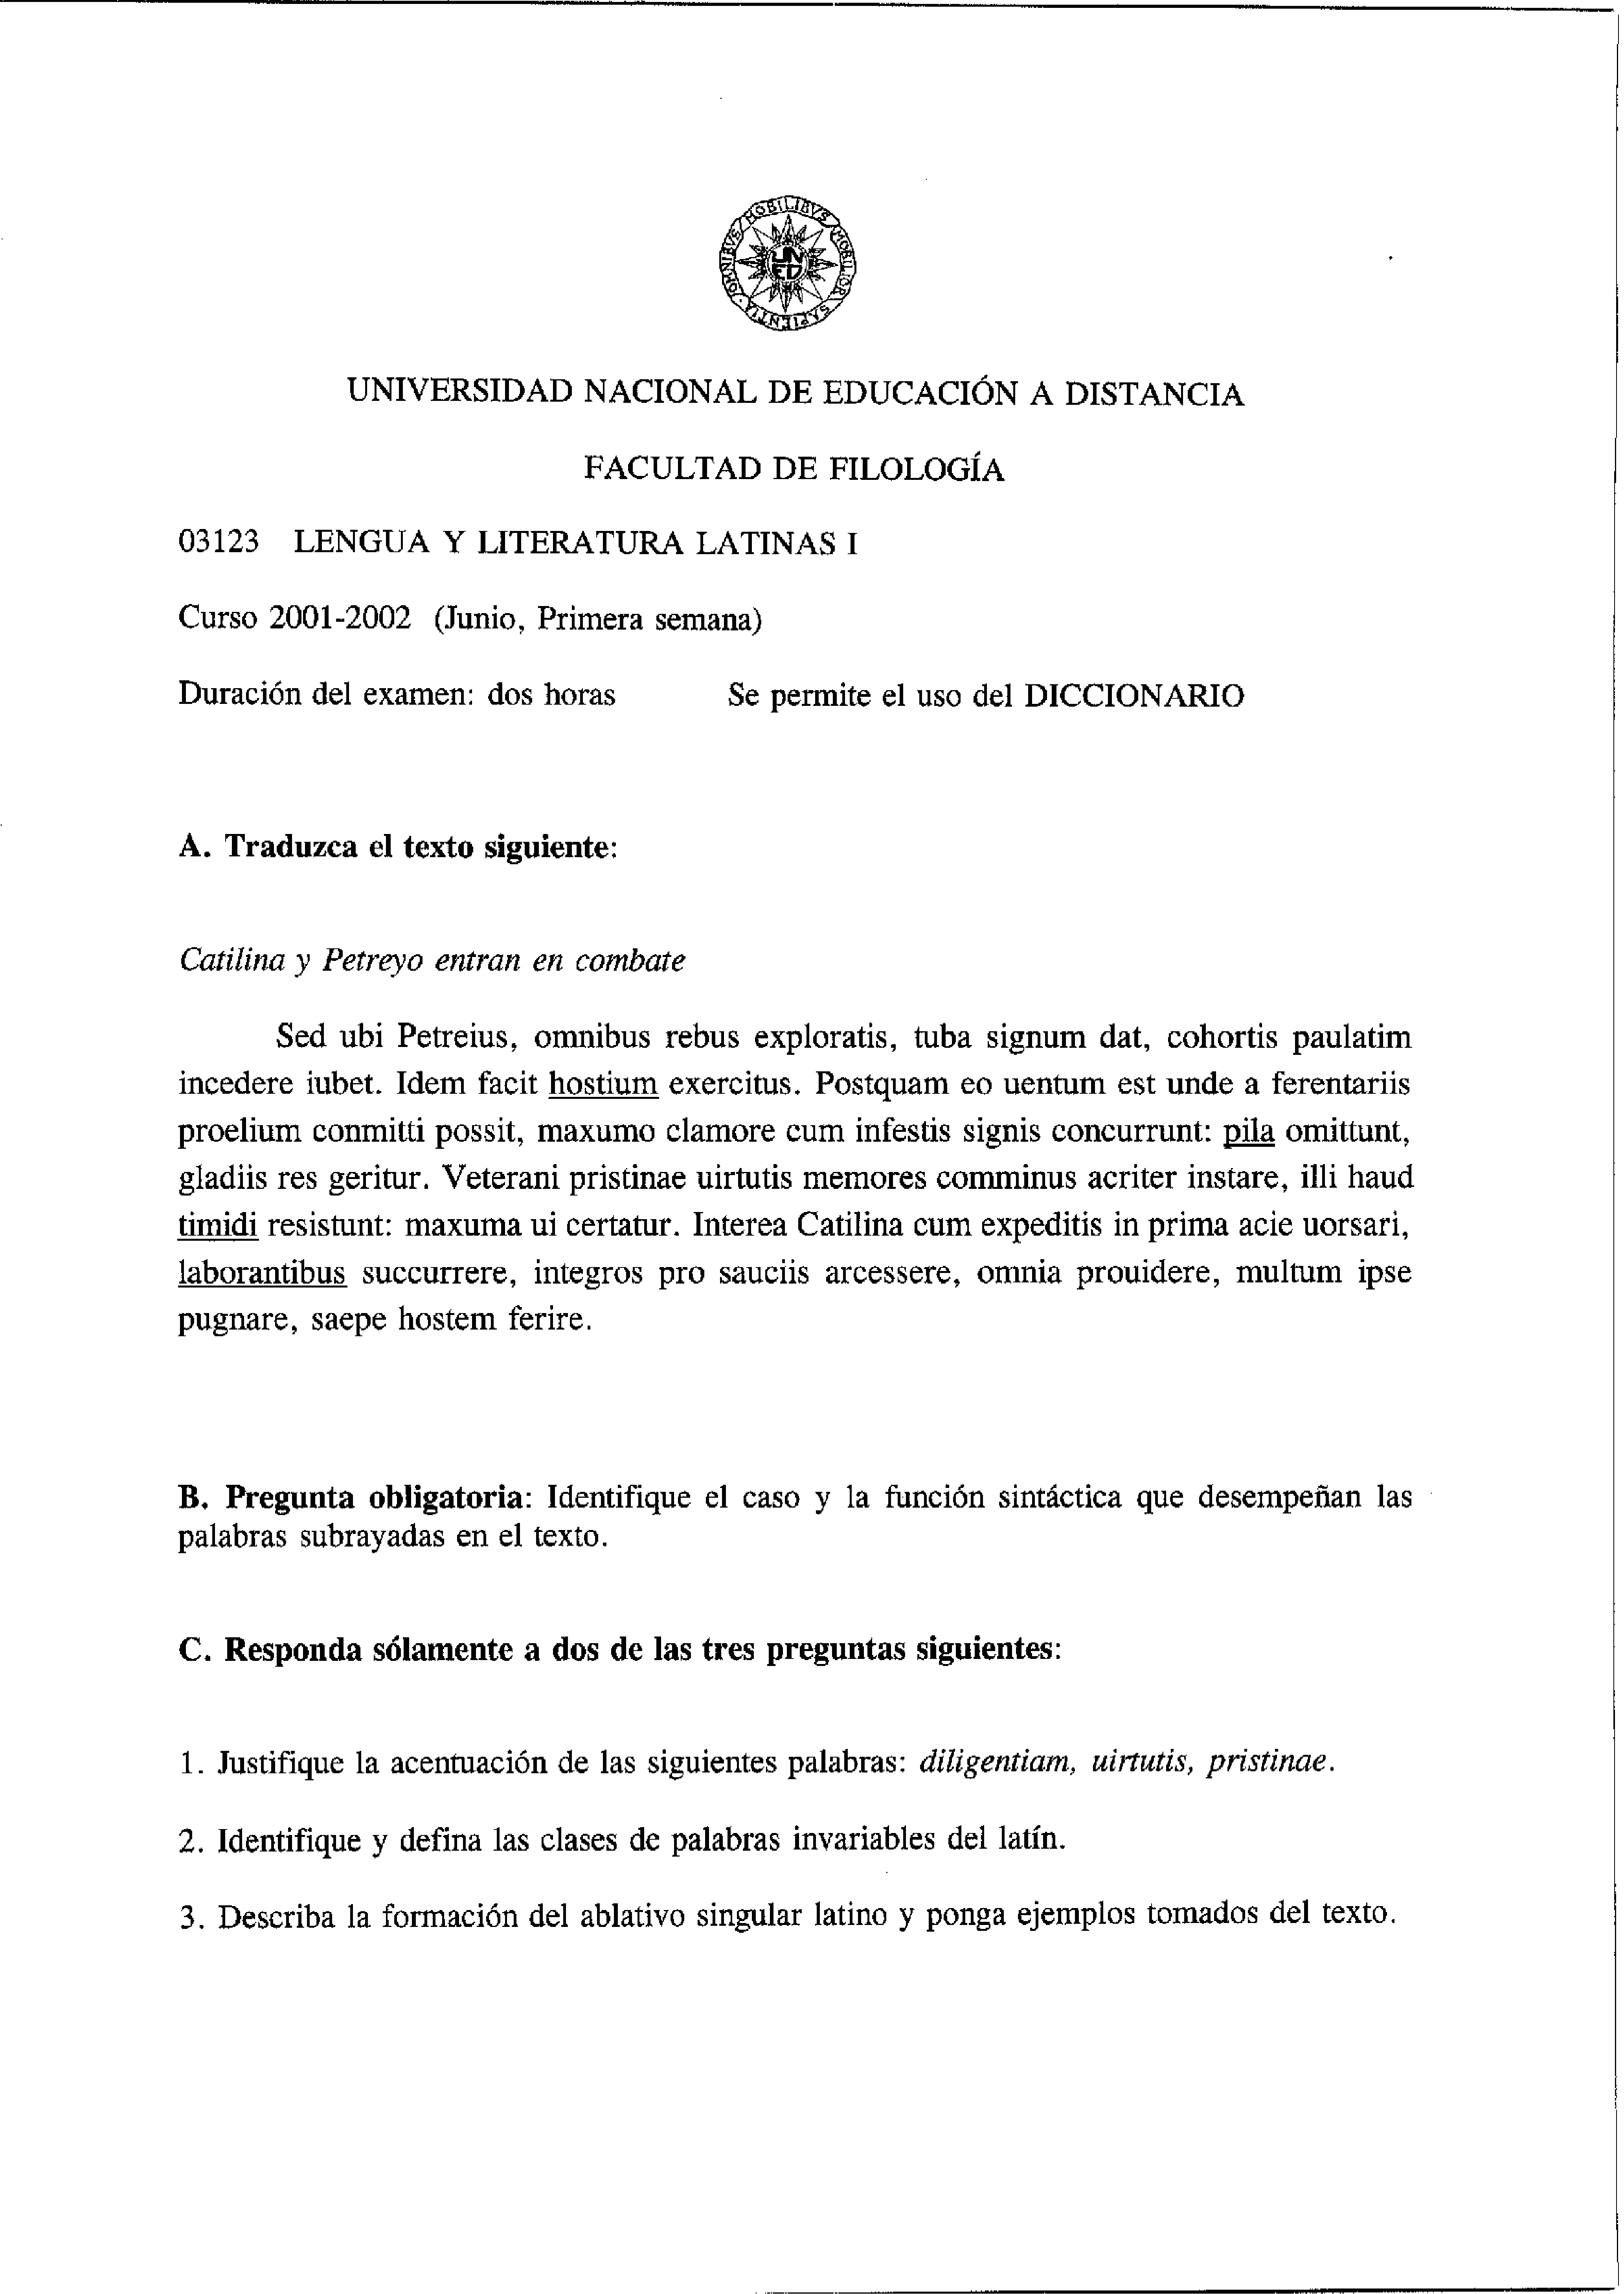 OMNIBVS MOBILIBVS MOBILIOR SAPIENTIA
UNED
UNIVERSIDAD NACIONAL DE EDUCACIÓN A DISTANCIA
FACULTAD DE FILOLOGÍA
03123 LENGUA Y LITERATURA LATINAS I
Curso 2001-2002 (Junio, Primera semana)
Duración del examen: dos horas Se permite el uso del DICCIONARIO
A. Traduzca el texto siguiente:
Catilina y Petreyo entran en combate
Sed ubi Petreius, omnibus rebus exploratis, tuba signum dat, cohortis paulatim
incedere iubet. Idem facit hostium exercitus. Postquam eo uentum est unde a ferentariis
proelium conmitti possit, maxumo clamore cum infestis signis concurrunt: pila omittunt,
gladiis res geritur. Veterani pristinae uirtutis memores comminus acriter instare, illi haud
timidi resistunt: maxuma ui certatur. Interea Catilina cum expeditis in prima acie uorsari,
laborantibus succurrere, integros pro sauciis arcessere, omnia prouidere, multum ipse
pugnare, saepe hostem ferire.
B. Pregunta obligatoria: Identifique el caso y la función sintáctica que desempeñan las
palabras subrayadas en el texto.
C. Responda sólamente a dos de las tres preguntas siguientes:
1. Justifique la acentuación de las siguientes palabras: diligentiam, uirtutis, pristinae.
2. Identifique y defina las clases de palabras invariables del latín.
3. Describa la formación del ablativo singular latino y ponga ejemplos tomados del texto.